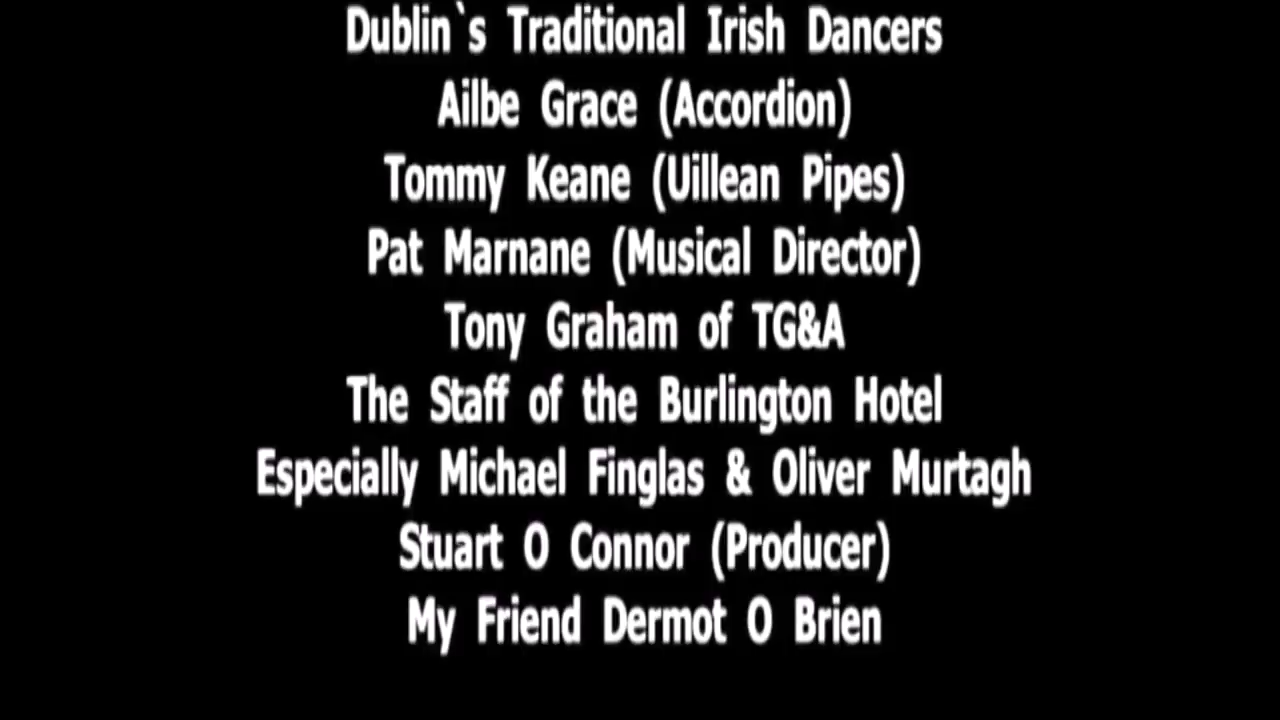 Dublin`s Traditional Irish Dancers
Ailbe Grace (Accordion)
Tommy Keane (Uillean Pipes)
Pat Marnane (Musical Director)
Tony Graham of TG&A
The Staff of the Burlington Hotel
Especially Michael Finglas & Oliver Murtagh
Stuart O Connor (Producer)
My Friend Dermot O Brien